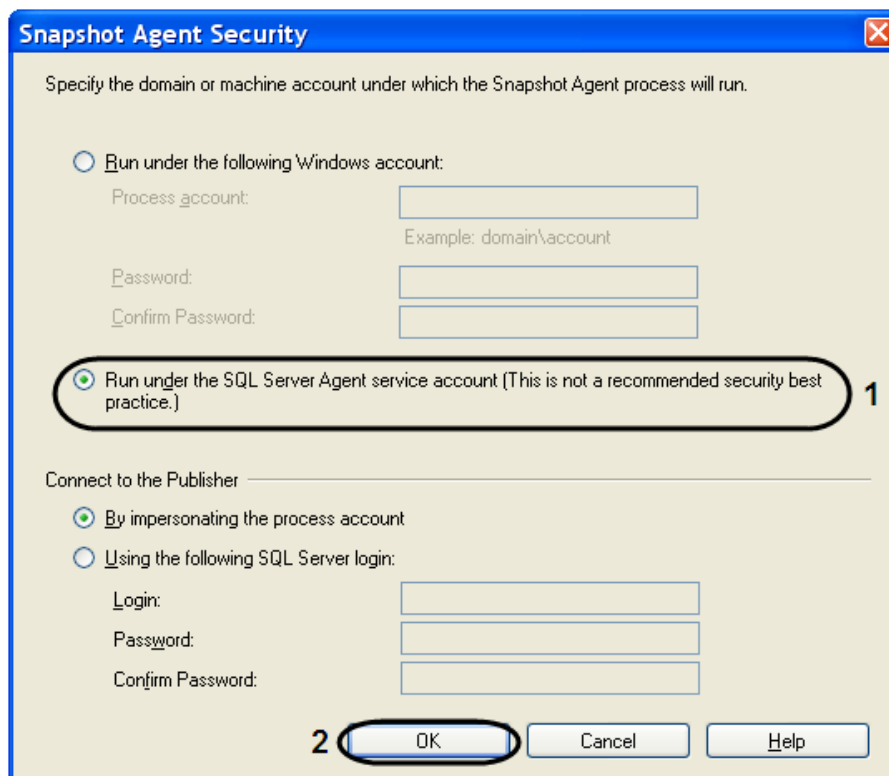 Snapshot Agent Security
Specify the domain or machine account under which the Snapshot Agent process will run.
Run under the following Windows account:
Process account:
Example: domain\account
Password:
Confirm Password:
Run under the SQL Server Agent service account (This is not a recommended security best
practice.)
1
Connect to the Publisher
By impersonating the process account
Using the following SQL Server login:
Login:
Password:
Confirm Password:
2 OK Cancel Help